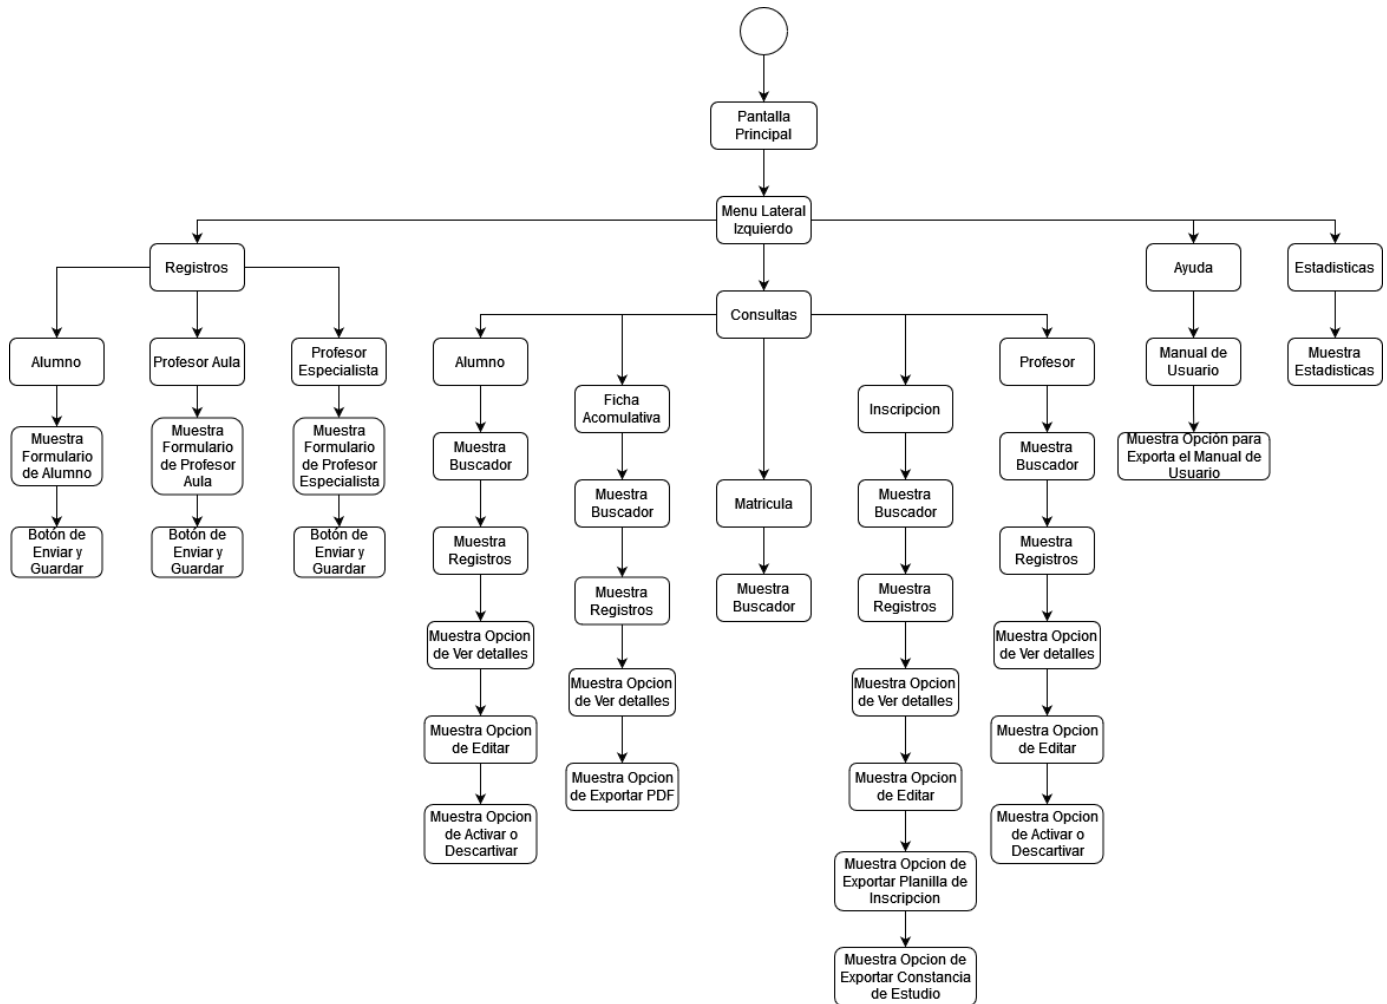 Pantalla
Principal
Menu Lateral
Izquierdo
Registros
Alumno
Muestra
Formulario
de Alumno
Botón de
Enviar y
Guardar
Profesor Aula
Muestra
Formulario
de Profesor
Aula
Botón de
Enviar y
Guardar
Profesor
Especialista
Muestra
Formulario
de Profesor
Especialista
Botón de
Enviar y
Guardar
Consultas
Alumno
Muestra
Buscador
Muestra
Registros
Muestra Opcion
de Ver detalles
Muestra Opcion
de Editar
Muestra Opcion
de Activar o
Descartivar
Ficha
Acomulativa
Muestra
Buscador
Muestra
Registros
Muestra Opcion
de Ver detalles
Muestra Opcion
de Exportar PDF
Matricula
Muestra
Buscador
Inscripcion
Muestra
Buscador
Muestra
Registros
Muestra Opcion
de Ver detalles
Muestra Opcion
de Editar
Muestra Opcion de
Exportar Planilla de
Inscripcion
Muestra Opcion de
Exportar Constancia
de Estudio
Profesor
Muestra
Buscador
Muestra
Registros
Muestra Opcion
de Ver detalles
Muestra Opcion
de Editar
Muestra Opcion
de Activar o
Descartivar
Ayuda
Manual de
Usuario
Muestra Opción para
Exporta el Manual de
Usuario
Estadisticas
Muestra
Estadisticas